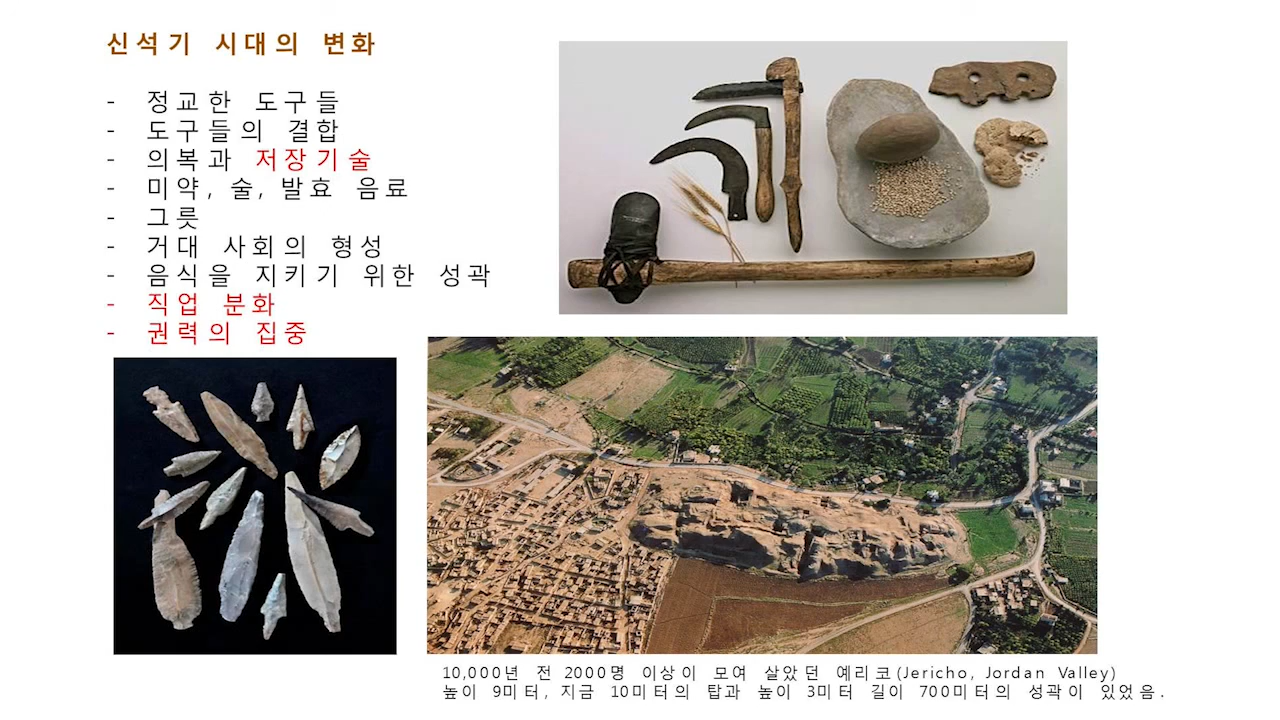 신석기 시대의 변화
- 정교한 도구들
- 도구들의 결합
- 의복과 저장기술
- 미약, 술, 발효 음료
- 그릇
- 거대 사회의 형성
- 음식을 지키기 위한 성곽
- 직업 분화
- 권력의 집중
10,000년 전 2000명 이상이 모여 살았던 예리코(Jericho, Jordan Valley)
높이 9미터, 지금 10미터의 탑과 높이 3미터 길이 700미터의 성곽이 있었음.